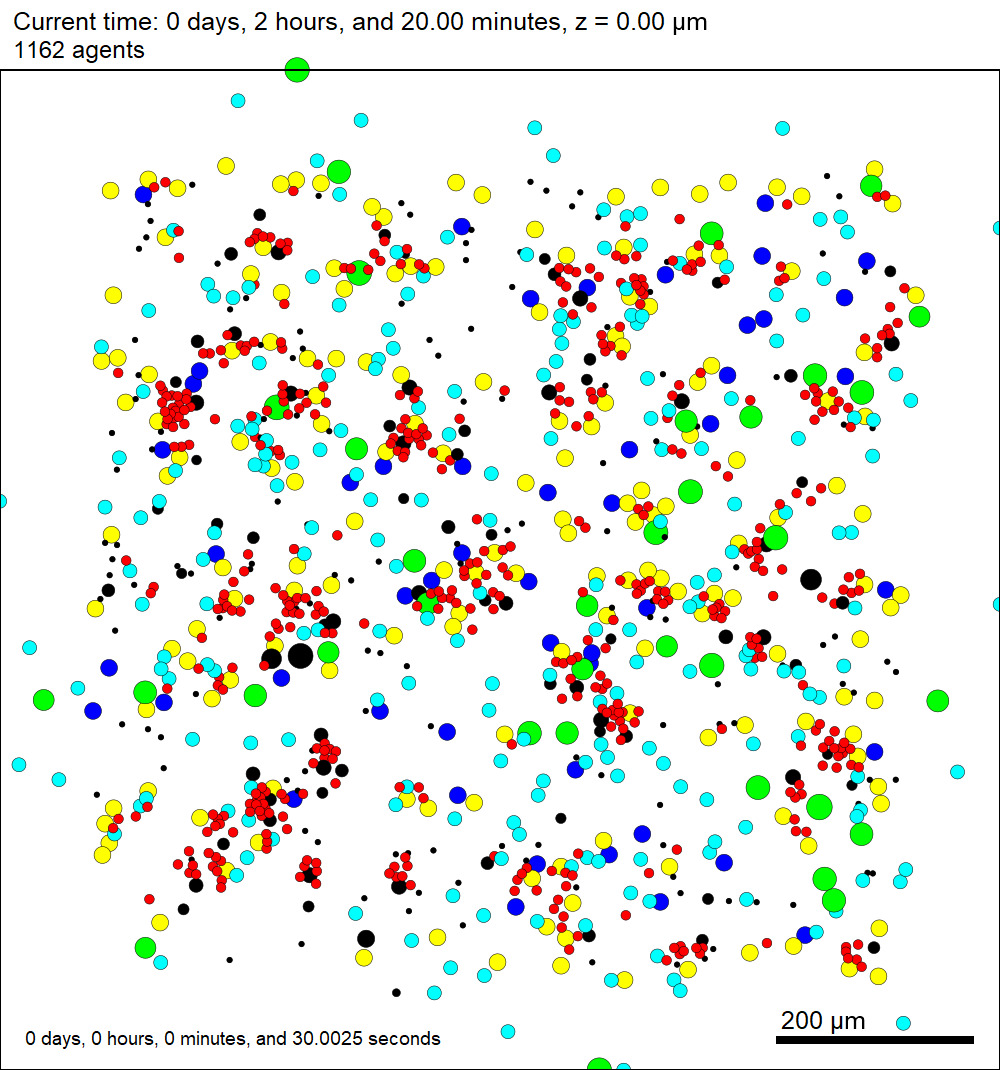 Current time: 0 days, 2 hours, and 20.00 minutes, z = 0.00 µm
1162 agents
200 µm
0 days, 0 hours, 0 minutes, and 30.0025 seconds